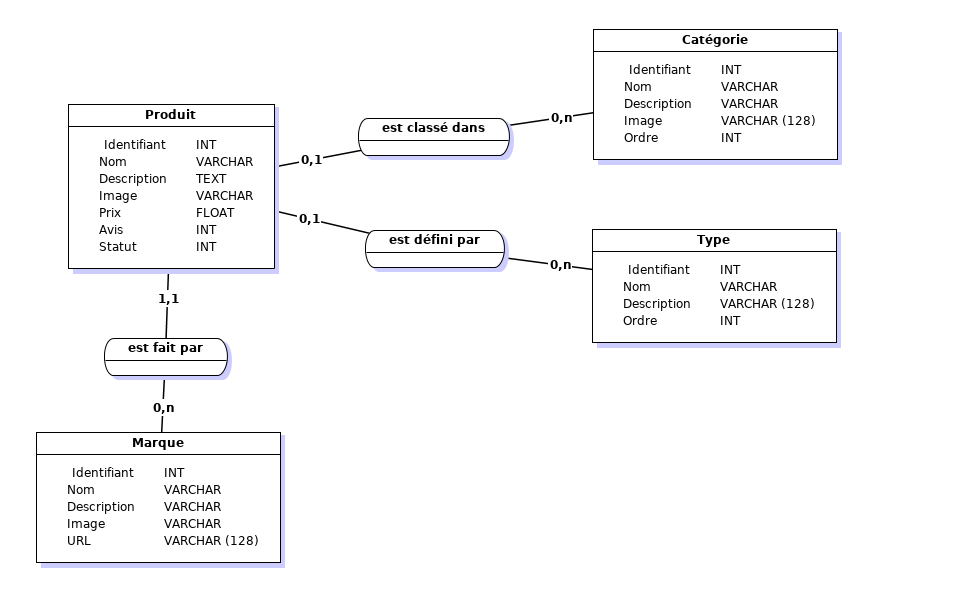 Catégorie
Identifiant INT
Nom VARCHAR
Description VARCHAR
Image VARCHAR (128)
Ordre INT
Produit
Identifiant INT
Nom VARCHAR
Description TEXT
Image VARCHAR
Prix FLOAT
Avis INT
Statut INT
est classé dans
0,1
0,n
est défini par
0,1
0,n
Type
Identifiant INT
Nom VARCHAR
Description VARCHAR (128)
Ordre INT
1,1
est fait par
0,n
Marque
Identifiant INT
Nom VARCHAR
Description VARCHAR
Image VARCHAR
URL VARCHAR (128)